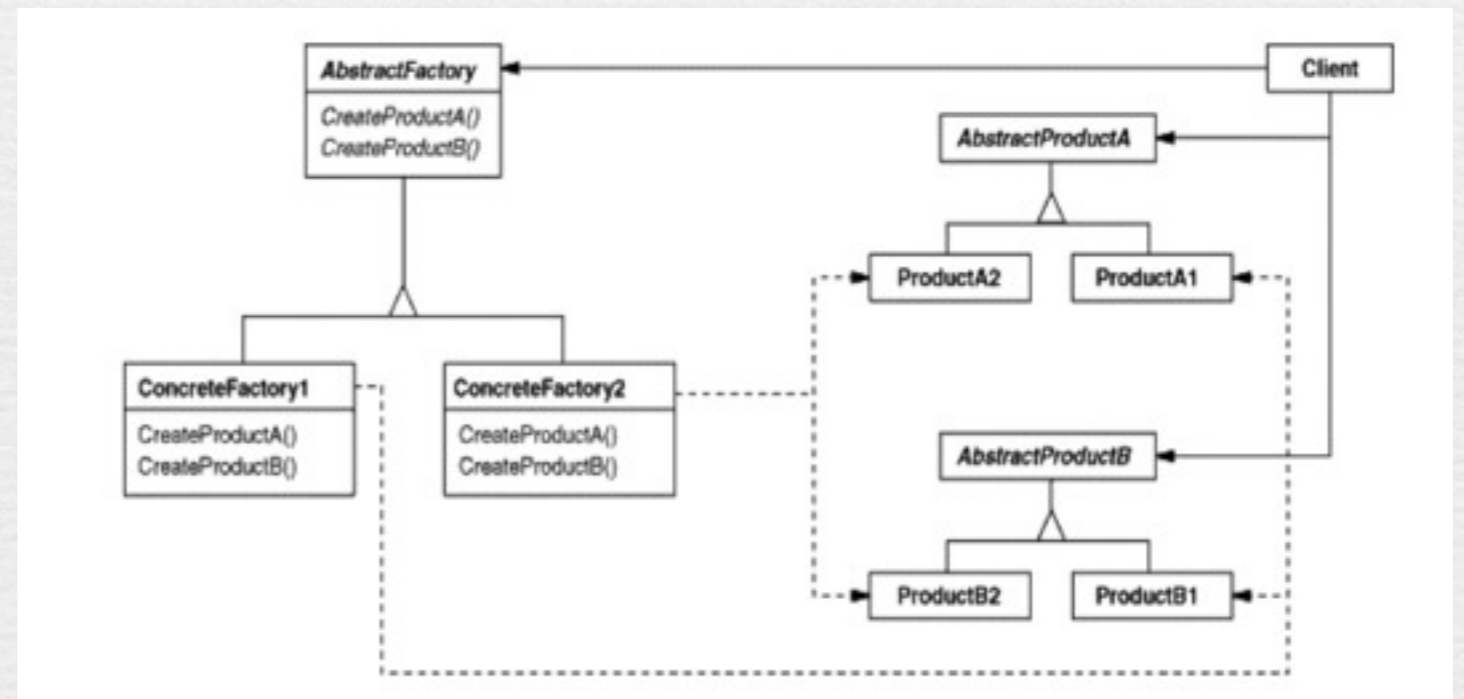 AbstractFactory
CreateProductA()
CreateProductB()
Client
AbstractProductA
ProductA2
ProductA1
ConcreteFactory1
CreateProductA()
CreateProductB()
ConcreteFactory2
CreateProductA()
CreateProductB()
AbstractProductB
ProductB2
ProductB1